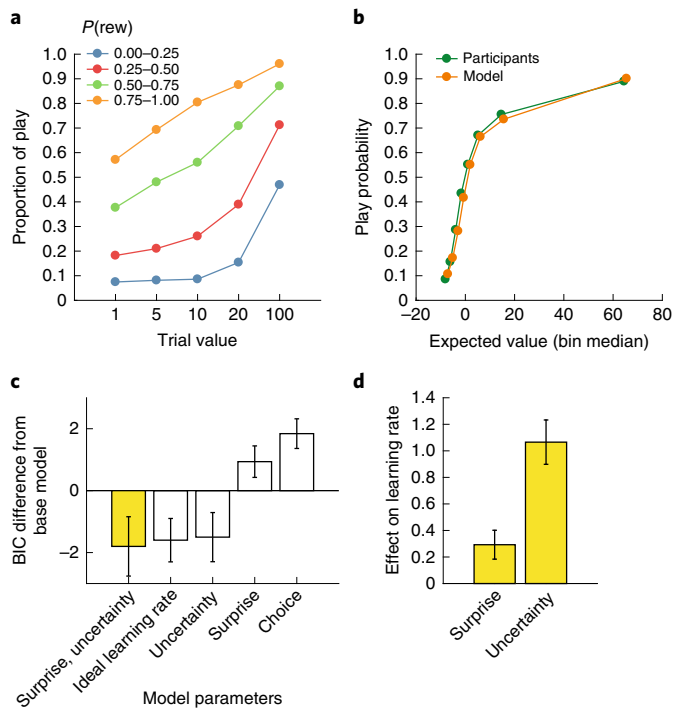 a
P(rew)
0.00–0.25
0.25–0.50
0.50–0.75
0.75–1.00
1.0
0.9
0.8
0.7
0.6
0.5
0.4
0.3
0.2
0.1
0
Proportion of play
1 5 10 20 100
Trial value
b
Participants
Model
1.0
0.9
0.8
0.7
0.6
0.5
0.4
0.3
0.2
0.1
0
Play probability
−20 0 20 40 60 80
Expected value (bin median)
c
2
0
−2
BIC difference from
base model
Surprise, uncertainty
Ideal learning rate
Uncertainty
Surprise
Choice
Model parameters
d
1.4
1.2
1.0
0.8
0.6
0.4
0.2
0
Effect on learning rate
Surprise
Uncertainty